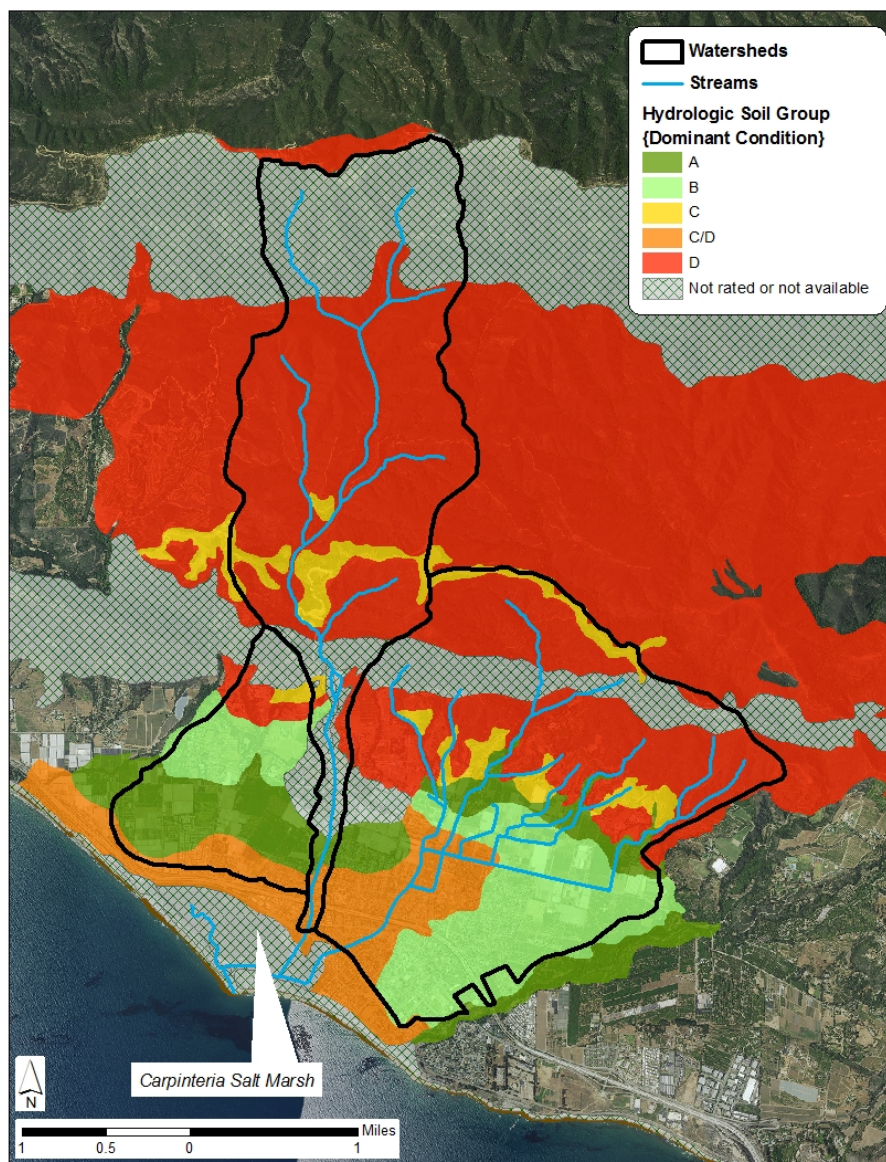 Watersheds
Streams
Hydrologic Soil Group
{Dominant Condition}
A
B
C
C/D
D
Not rated or not available
Carpinteria Salt Marsh
N
Miles
1 0.5 0 1